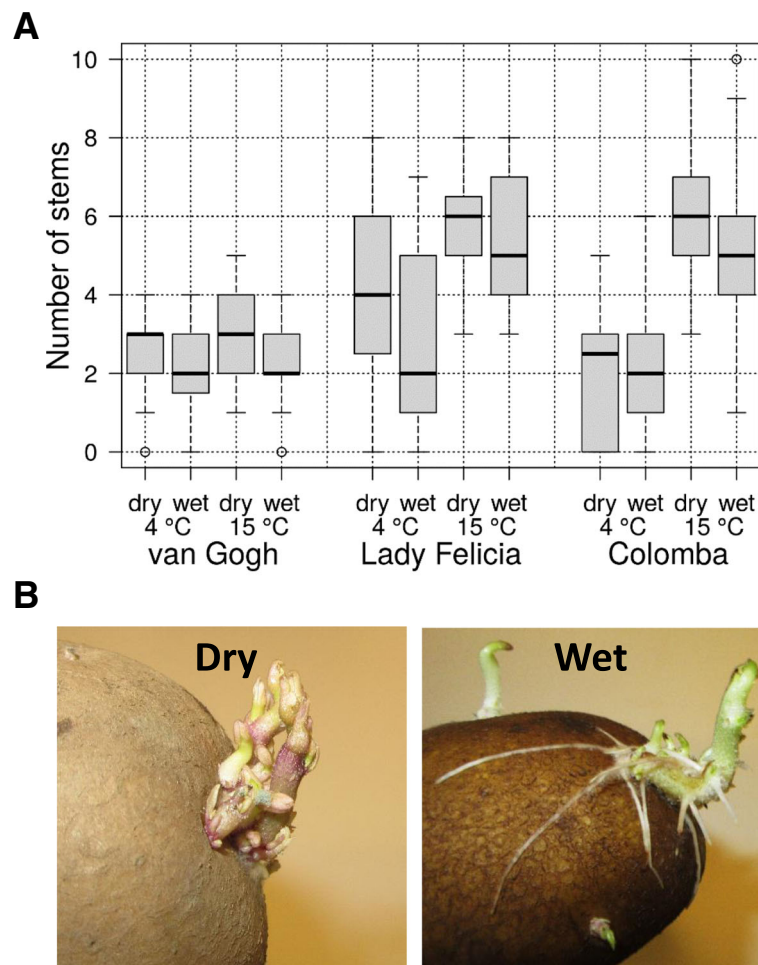 A
Number of stems
10
8
6
4
2
0
dry wet dry wet dry wet dry wet dry wet dry wet
4 °C 15 °C 4 °C 15 °C 4 °C 15 °C
van Gogh Lady Felicia Colomba
B
Dry Wet